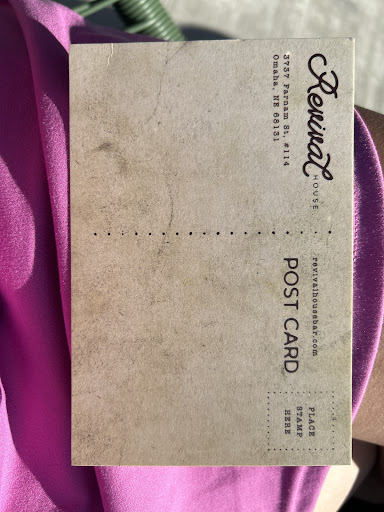 Revival
HOUSE
3737 Farnam St, #114
Omaha, NE 68131
revivalhousebar.com
POST CARD
PLACE
STAMP
HERE